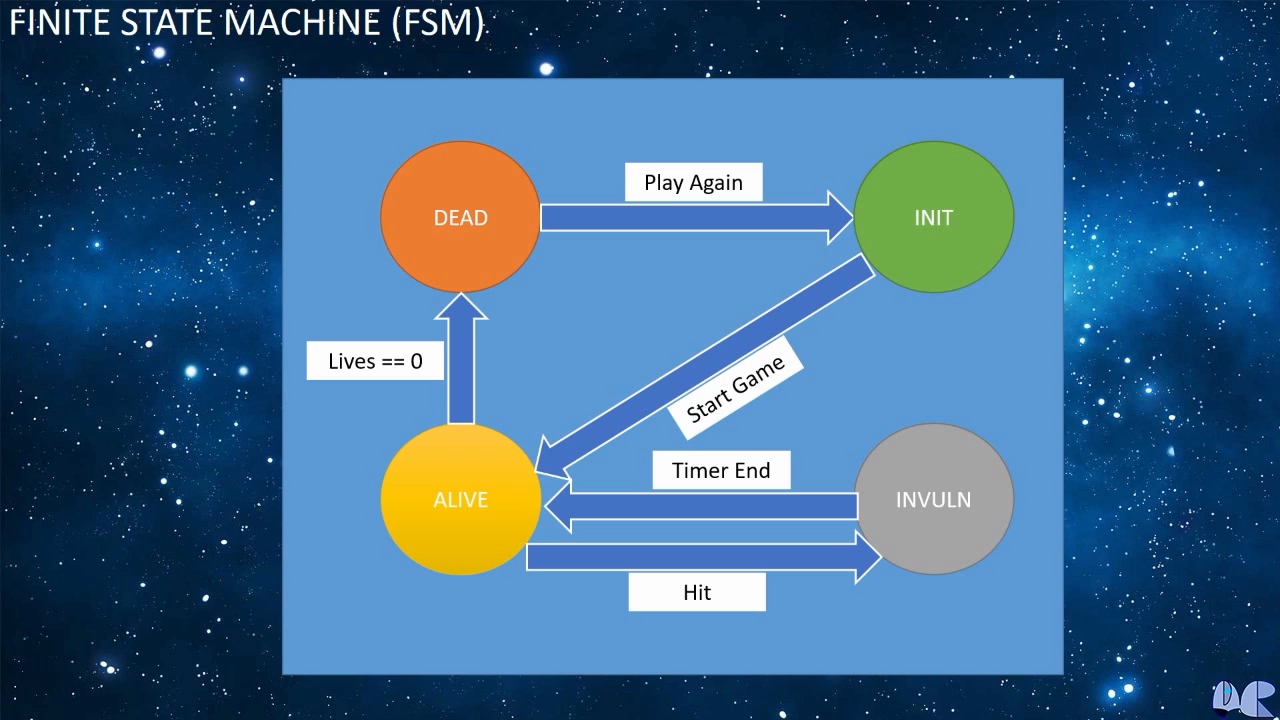 FINITE STATE MACHINE (FSM)
Play Again
DEAD
INIT
Lives == 0
Start Game
Timer End
ALIVE
INVULN
Hit